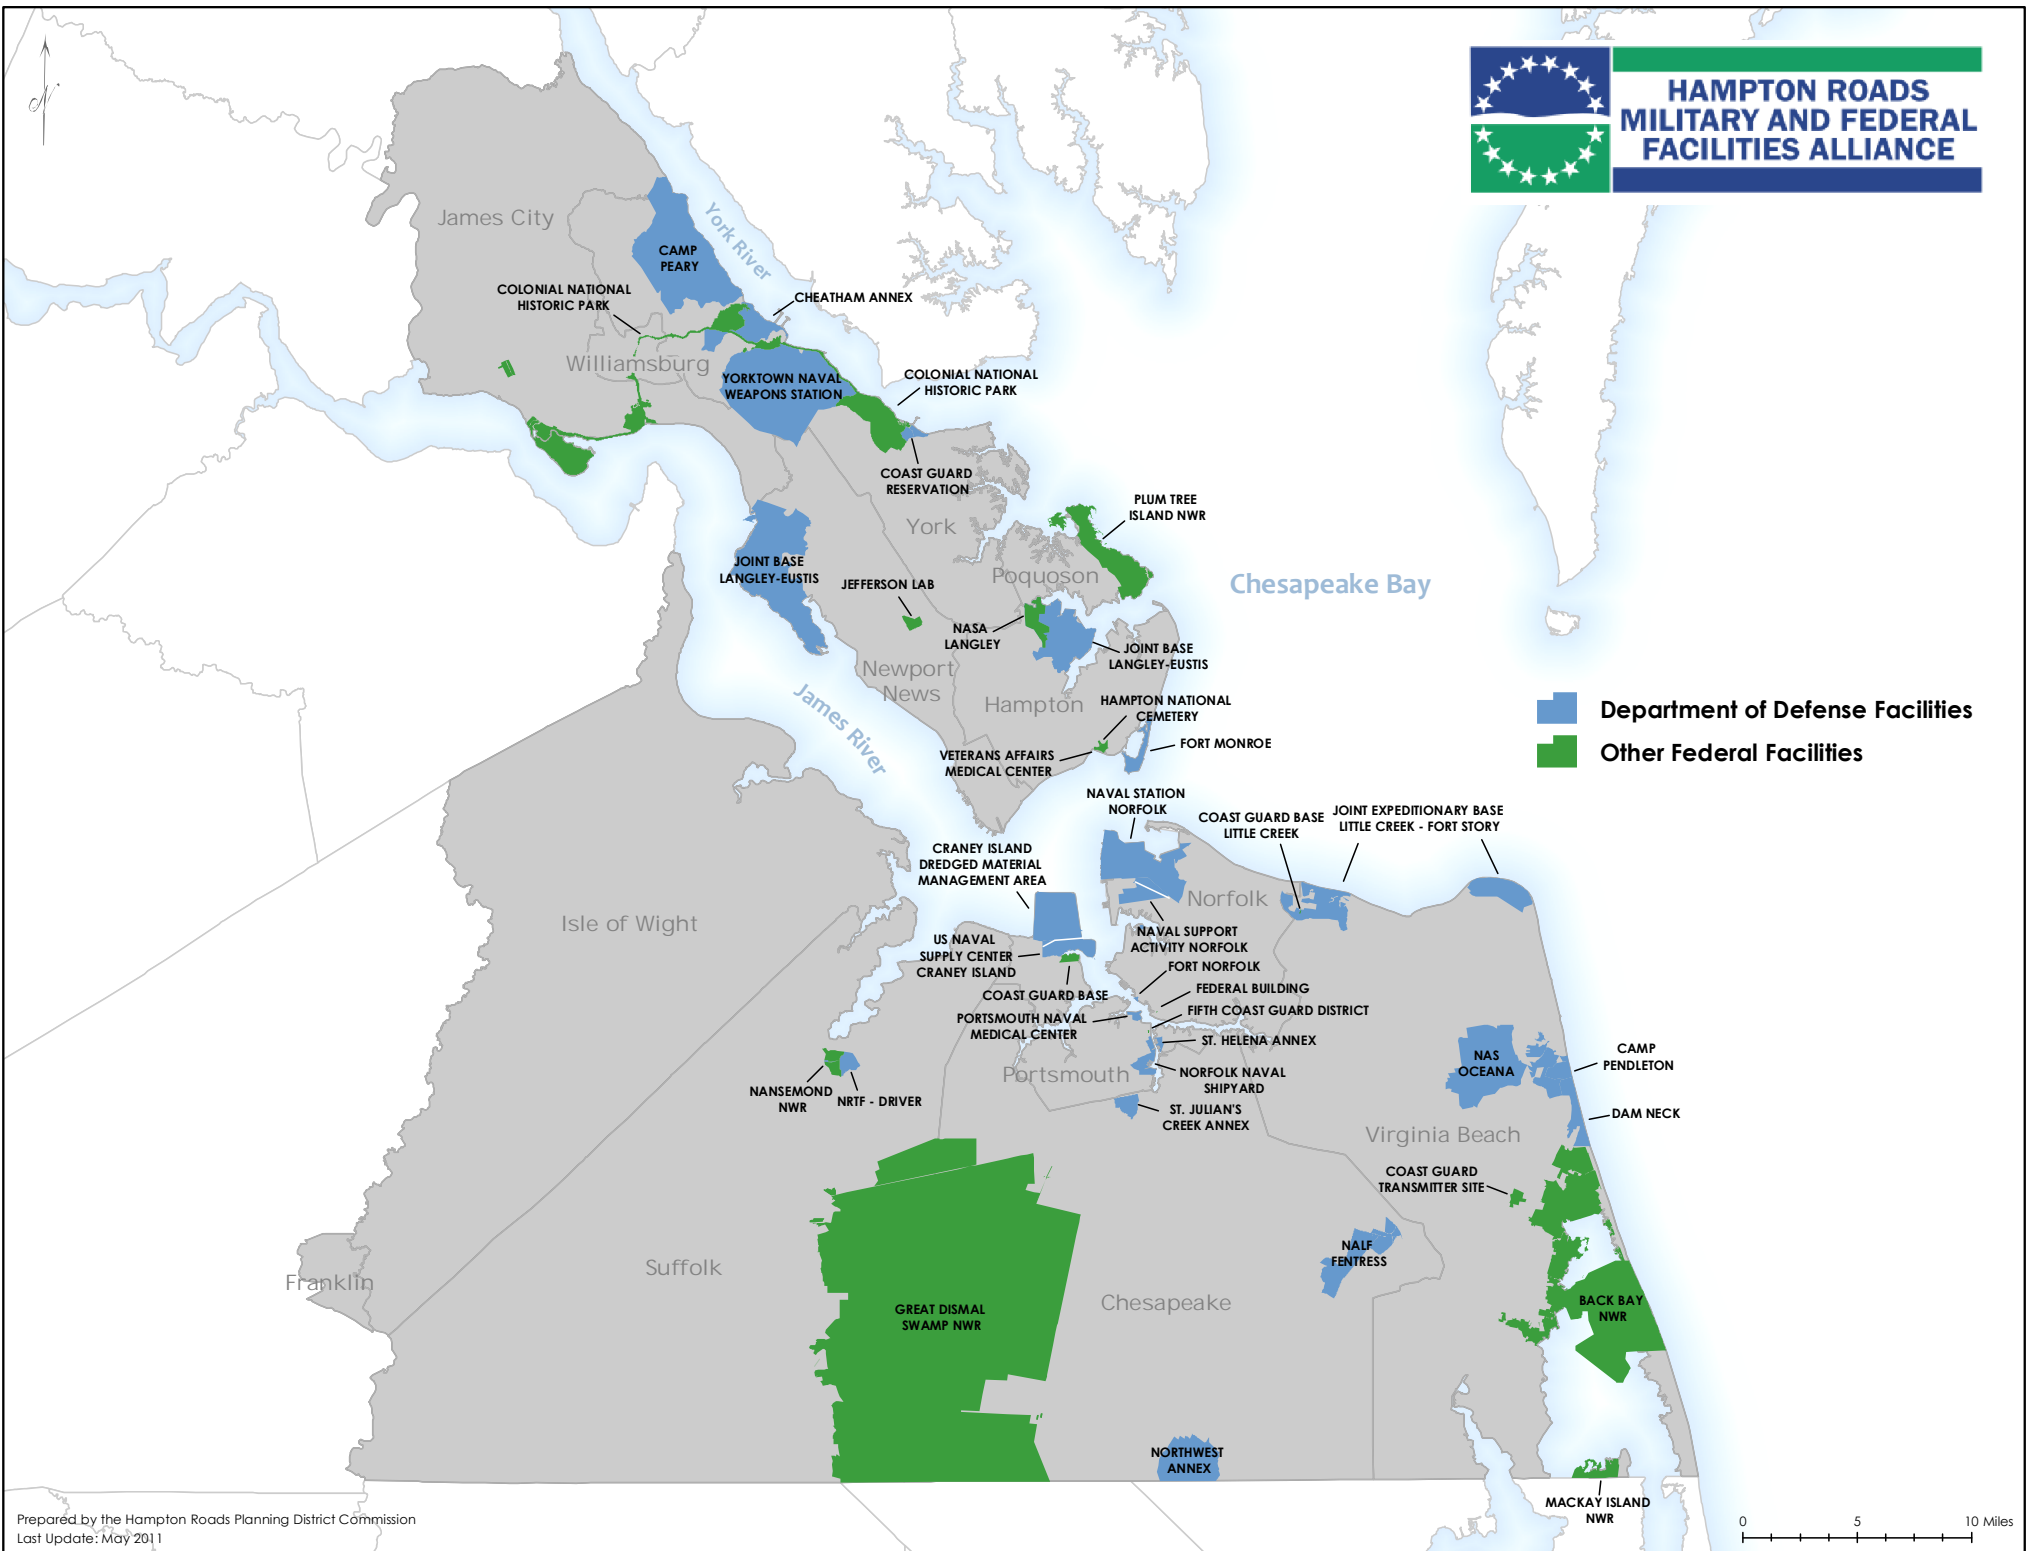 HAMPTON ROADS
MILITARY AND FEDERAL
FACILITIES ALLIANCE
N
James City
York River
CAMP
PEARY
COLONIAL NATIONAL
HISTORIC PARK
CHEATHAM ANNEX
Williamsburg
YORKTOWN NAVAL
WEAPONS STATION
COLONIAL NATIONAL
HISTORIC PARK
COAST GUARD
RESERVATION
PLUM TREE
ISLAND NWR
York
JOINT BASE
LANGLEY-EUSTIS
JEFFERSON LAB
Poquoson
Chesapeake Bay
NASA
LANGLEY
JOINT BASE
LANGLEY-EUSTIS
Newport
News
James River
Hampton
HAMPTON NATIONAL
CEMETERY
VETERANS AFFAIRS
MEDICAL CENTER
FORT MONROE
Department of Defense Facilities
Other Federal Facilities
NAVAL STATION
NORFOLK
COAST GUARD BASE
LITTLE CREEK
JOINT EXPEDITIONARY BASE
LITTLE CREEK - FORT STORY
CRANEY ISLAND
DREDGED MATERIAL
MANAGEMENT AREA
Norfolk
Isle of Wight
NAVAL SUPPORT
ACTIVITY NORFOLK
US NAVAL
SUPPLY CENTER
CRANEY ISLAND
FORT NORFOLK
COAST GUARD BASE
FEDERAL BUILDING
PORTSMOUTH NAVAL
MEDICAL CENTER
FIFTH COAST GUARD DISTRICT
ST. HELENA ANNEX
Portsmouth
NORFOLK NAVAL
SHIPYARD
NAS
OCEANA
CAMP
PENDLETON
NANSEMOND
NWR
NRTF - DRIVER
ST. JULIAN'S
CREEK ANNEX
DAM NECK
Virginia Beach
COAST GUARD
TRANSMITTER SITE
NALF
FENTRESS
Suffolk
Franklin
GREAT DISMAL
SWAMP NWR
Chesapeake
BACK BAY
NWR
NORTHWEST
ANNEX
MACKAY ISLAND
NWR
Prepared by the Hampton Roads Planning District Commission
Last Update: May 2011
0 5 10 Miles